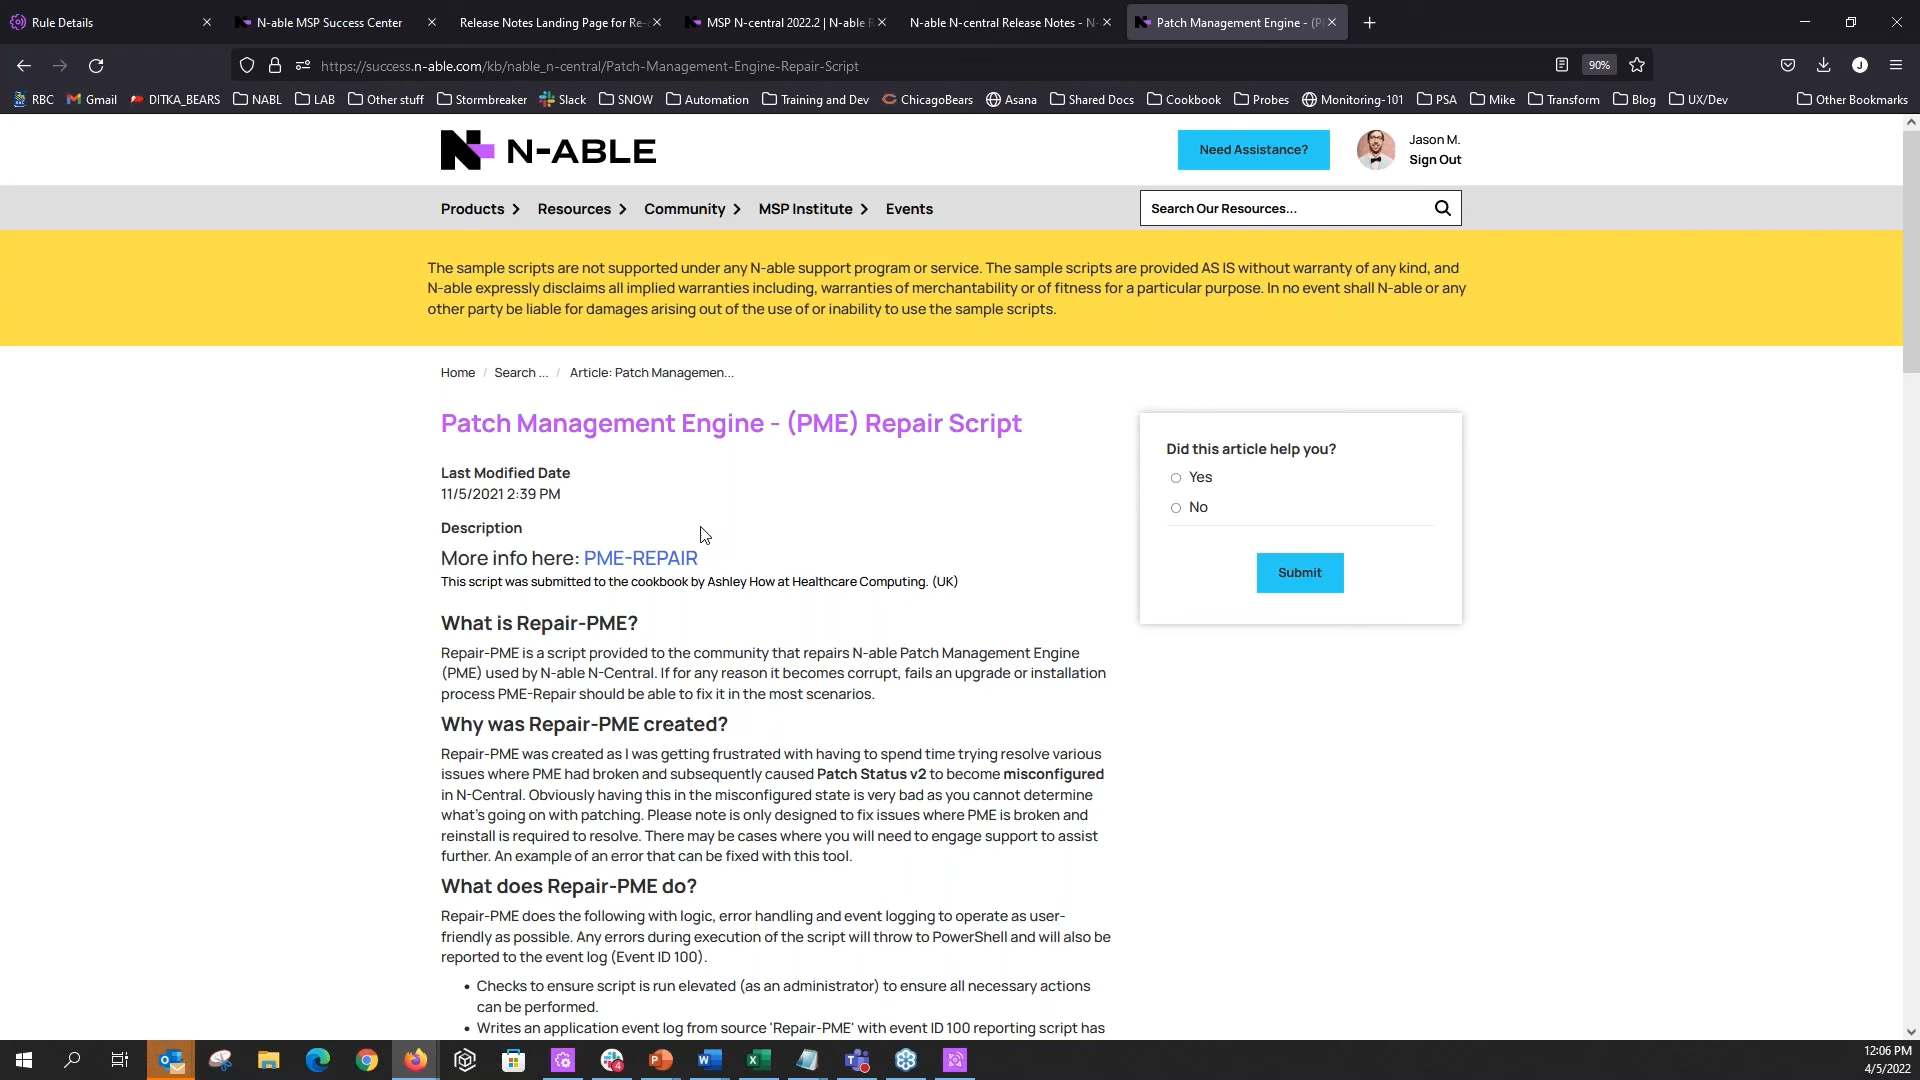 Rule Details
N-able MSP Success Center
Release Notes Landing Page for Re
MSP N-central 2022.2 | N-able R
N-able N-central Release Notes - N
Patch Management Engine - (P
https://success.n-able.com/kb/nable_n-central/Patch-Management-Engine-Repair-Script
90%
J
RBC
Gmail
DITKA_BEARS
NABL
LAB
Other stuff
Stormbreaker
Slack
SNOW
Automation
Training and Dev
ChicagoBears
Asana
Shared Docs
Cookbook
Probes
Monitoring-101
PSA
Mike
Transform
Blog
UX/Dev
Other Bookmarks
N-ABLE
Need Assistance?
Jason M.
Sign Out
Products
Resources
Community
MSP Institute
Events
Search Our Resources...
The sample scripts are not supported under any N-able support program or service. The sample scripts are provided AS IS without warranty of any kind, and
N-able expressly disclaims all implied warranties including, warranties of merchantability or of fitness for a particular purpose. In no event shall N-able or any
other party be liable for damages arising out of the use of or inability to use the sample scripts.
Home / Search ... / Article: Patch Managemen...
Patch Management Engine - (PME) Repair Script
Last Modified Date
11/5/2021 2:39 PM
Description
More info here: PME-REPAIR
This script was submitted to the cookbook by Ashley How at Healthcare Computing. (UK)
What is Repair-PME?
Repair-PME is a script provided to the community that repairs N-able Patch Management Engine
(PME) used by N-able N-Central. If for any reason it becomes corrupt, fails an upgrade or installation
process PME-Repair should be able to fix it in the most scenarios.
Why was Repair-PME created?
Repair-PME was created as I was getting frustrated with having to spend time trying resolve various
issues where PME had broken and subsequently caused Patch Status v2 to become misconfigured
in N-Central. Obviously having this in the misconfigured state is very bad as you cannot determine
what's going on with patching. Please note is only designed to fix issues where PME is broken and
reinstall is required to resolve. There may be cases where you will need to engage support to assist
further. An example of an error that can be fixed with this tool.
What does Repair-PME do?
Repair-PME does the following with logic, error handling and event logging to operate as user-
friendly as possible. Any errors during execution of the script will throw to PowerShell and will also be
reported to the event log (Event ID 100).
• Checks to ensure script is run elevated (as an administrator) to ensure all necessary actions
can be performed.
• Writes an application event log from source 'Repair-PME' with event ID 100 reporting script has
Did this article help you?
Yes
No
Submit
4
12:06 PM
4/5/2022